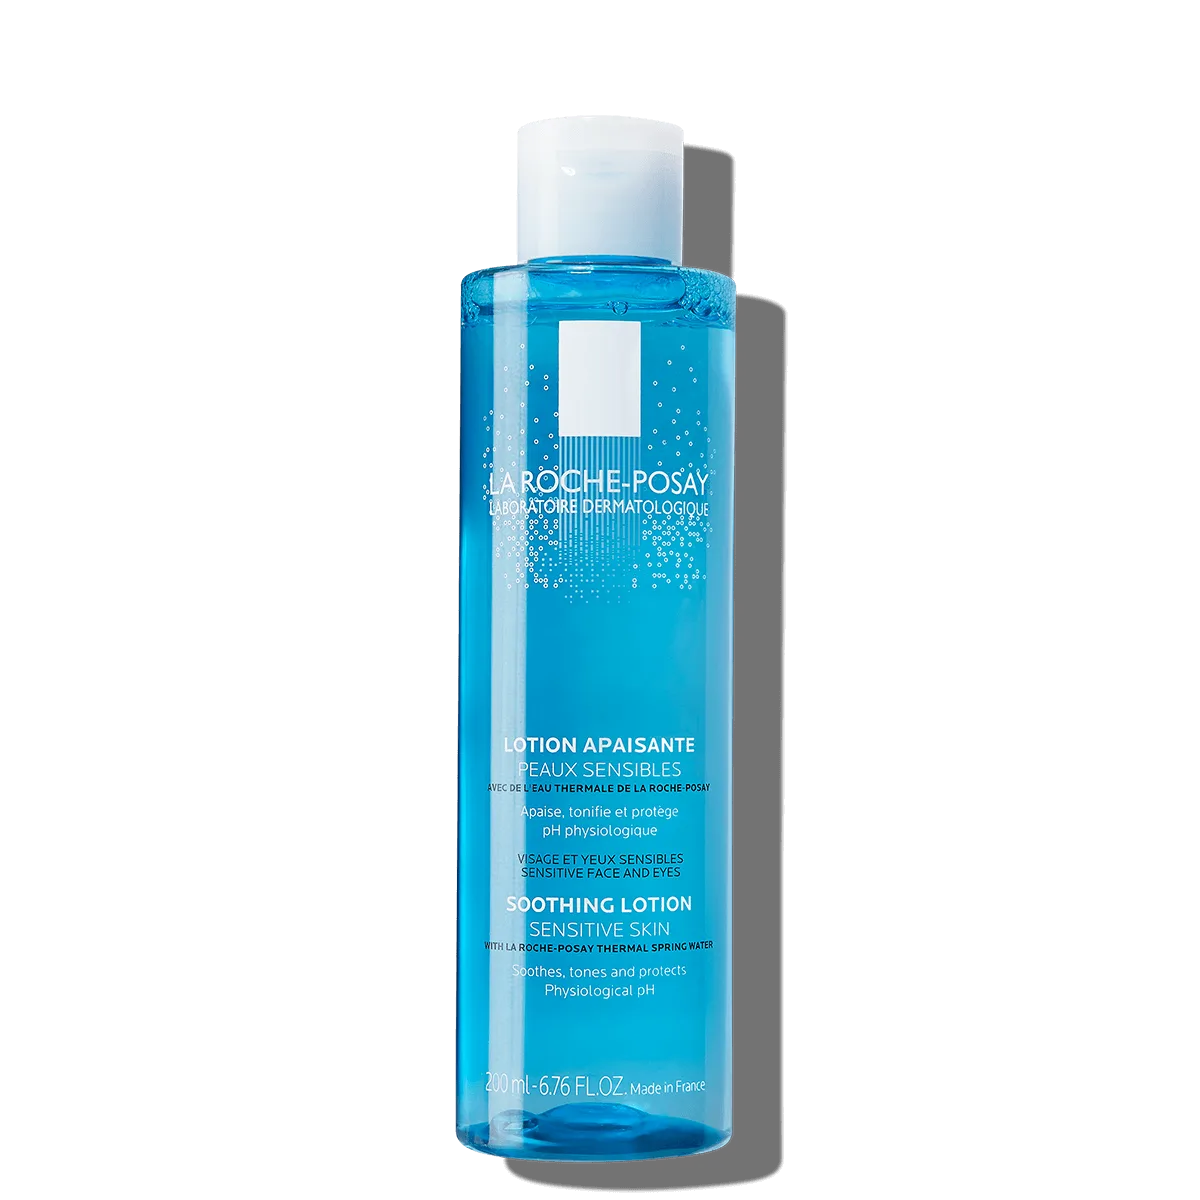 LA ROCHE-POSAY
LABORATOIRE DERMATOLOGIQUE
LOTION APAISANTE
PEAUX SENSIBLES
AVEC DE L'EAU THERMALE DE LA ROCHE-POSAY
Apaise, tonifie et protège
pH physiologique
VISAGE ET YEUX SENSIBLES
SENSITIVE FACE AND EYES
SOOTHING LOTION
SENSITIVE SKIN
WITH LA ROCHE-POSAY THERMAL SPRING WATER
Soothes, tones and protects
Physiological pH
200 ml-6.76 FL.OZ. Made in France